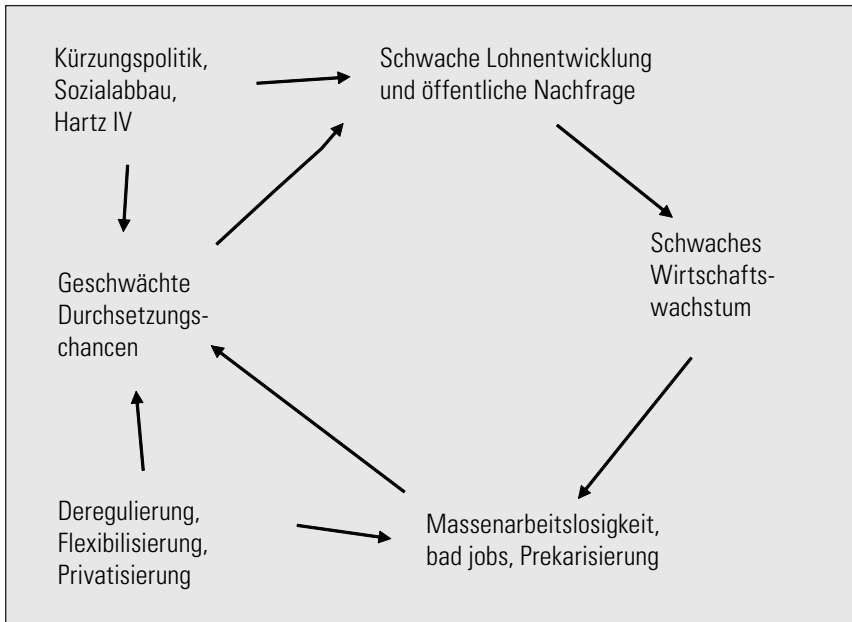 Kürzungspolitik,
Sozialabbau,
Hartz IV
Schwache Lohnentwicklung
und öffentliche Nachfrage
Schwaches
Wirtschafts-
wachstum
Geschwächte
Durchsetzungs-
chancen
Deregulierung,
Flexibilisierung,
Privatisierung
Massenarbeitslosigkeit,
bad jobs, Prekarisierung